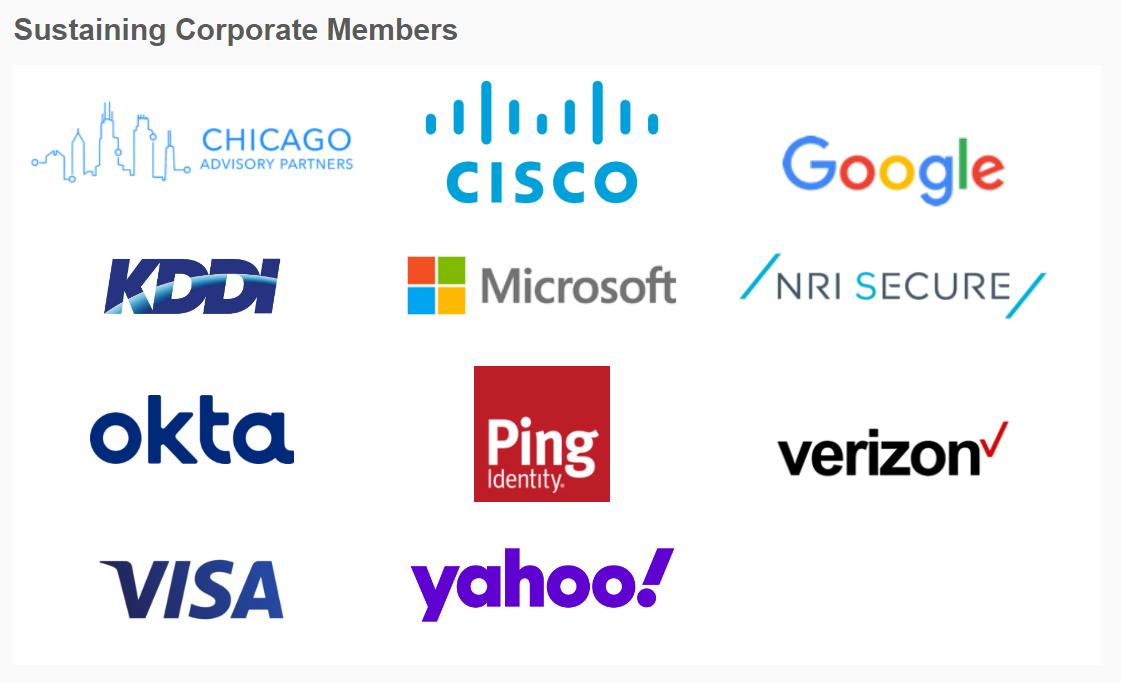 Sustaining Corporate Members
CHICAGO
ADVISORY PARTNERS
CISCO
Google
KDDI
Microsoft
NRI SECURE
okta
Ping
Identity.
verizon
VISA
yahoo!